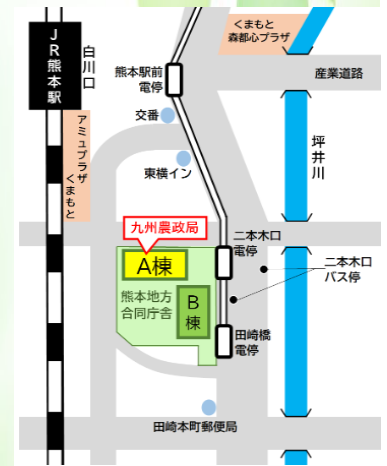 くまもと
森都心プラザ
JR熊本駅
白川口
熊本駅前
電停
産業道路
交番
アミュプラザ
くまもと
坪井川
東横イン
九州農政局
二本木口
電停
A棟
二本木口
バス停
熊本地方
合同庁舎
B棟
田崎橋
電停
田崎本町郵便局